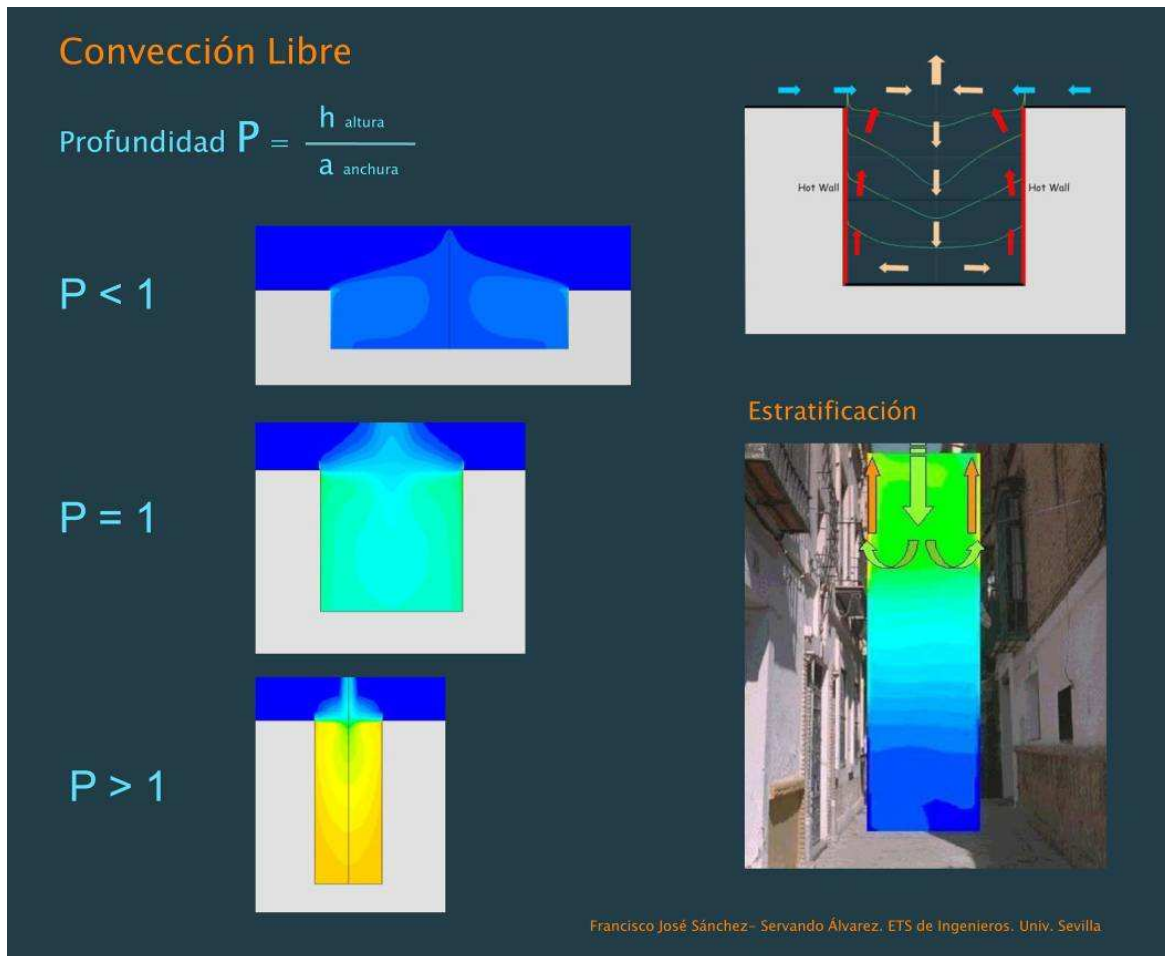 Convección Libre
Profundidad P = h altura
a anchura
P < 1
P = 1
P > 1
Hot Wall
Hot Wall
Estratificación
Francisco José Sánchez- Servando Álvarez. ETS de Ingenieros. Univ. Sevilla